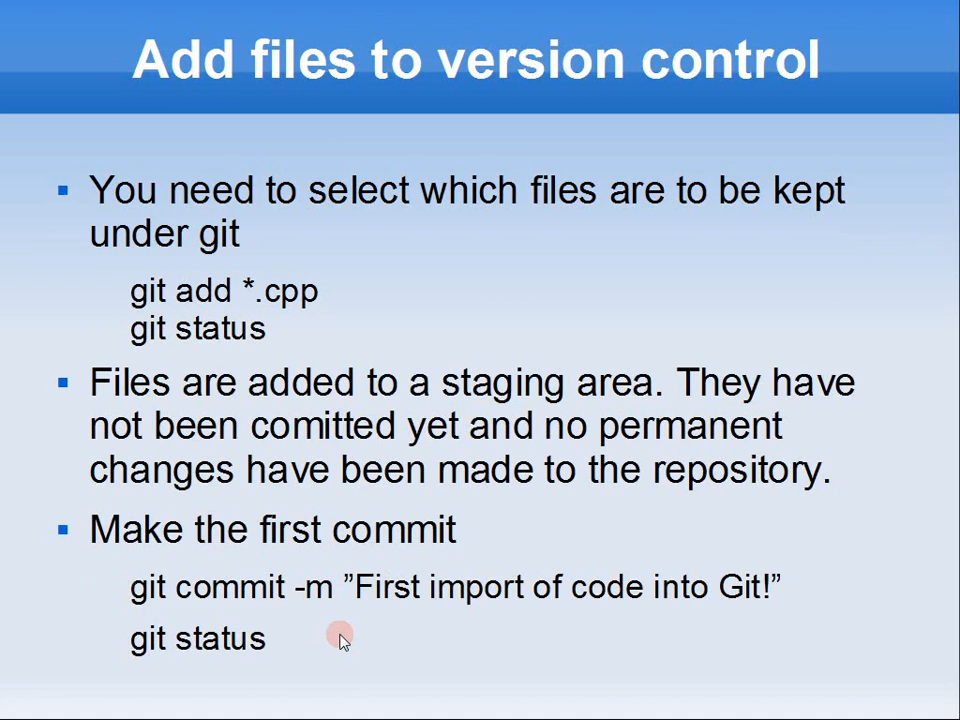 Add files to version control
You need to select which files are to be kept
under git
git add *.cpp
git status
Files are added to a staging area. They have
not been comitted yet and no permanent
changes have been made to the repository.
Make the first commit
git commit -m ”First import of code into Git!”
git status